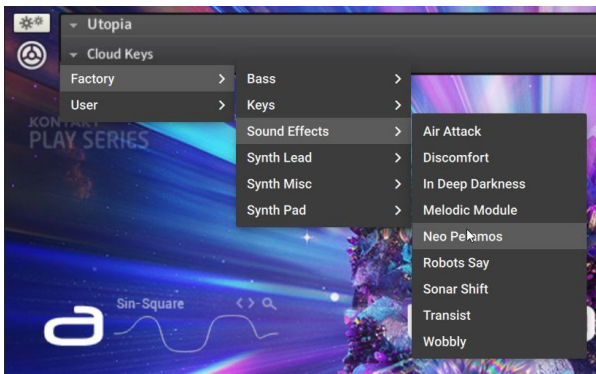 Utopia
Cloud Keys
Factory
User
Bass
Keys
Sound Effects
Synth Lead
Synth Misc
Synth Pad
Air Attack
Discomfort
In Deep Darkness
Melodic Module
Neo
Robots Say
Sonar Shift
Transist
Wobbly
KONTAKT
PLAY SERIES
Sin-Square
a